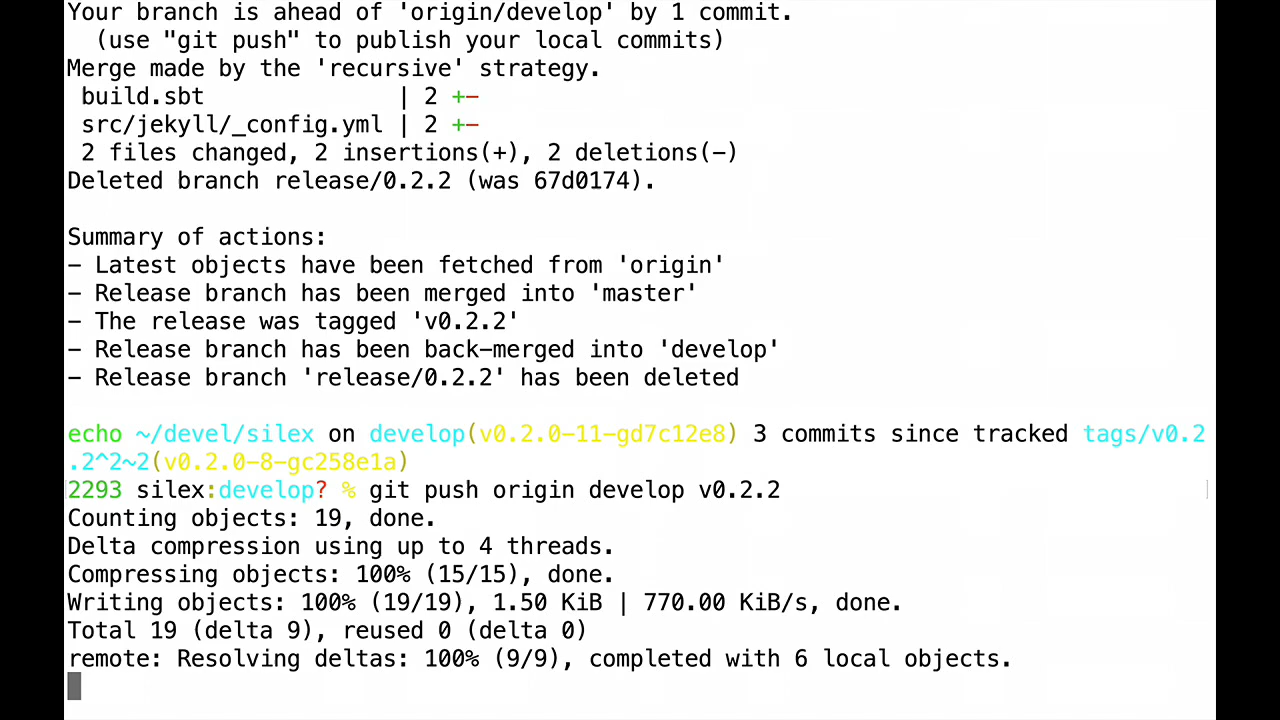 Your branch is ahead of 'origin/develop' by 1 commit.
  (use "git push" to publish your local commits)
Merge made by the 'recursive' strategy.
 build.sbt              | 2 +-
 src/jekyll/_config.yml | 2 +-
 2 files changed, 2 insertions(+), 2 deletions(-)
Deleted branch release/0.2.2 (was 67d0174).

Summary of actions:
- Latest objects have been fetched from 'origin'
- Release branch has been merged into 'master'
- The release was tagged 'v0.2.2'
- Release branch has been back-merged into 'develop'
- Release branch 'release/0.2.2' has been deleted

echo ~/devel/silex on develop(v0.2.0-11-gd7c12e8) 3 commits since tracked tags/v0.2
.2^2~2(v0.2.0-8-gc258e1a)
2293 silex:develop? % git push origin develop v0.2.2
Counting objects: 19, done.
Delta compression using up to 4 threads.
Compressing objects: 100% (15/15), done.
Writing objects: 100% (19/19), 1.50 KiB | 770.00 KiB/s, done.
Total 19 (delta 9), reused 0 (delta 0)
remote: Resolving deltas: 100% (9/9), completed with 6 local objects.